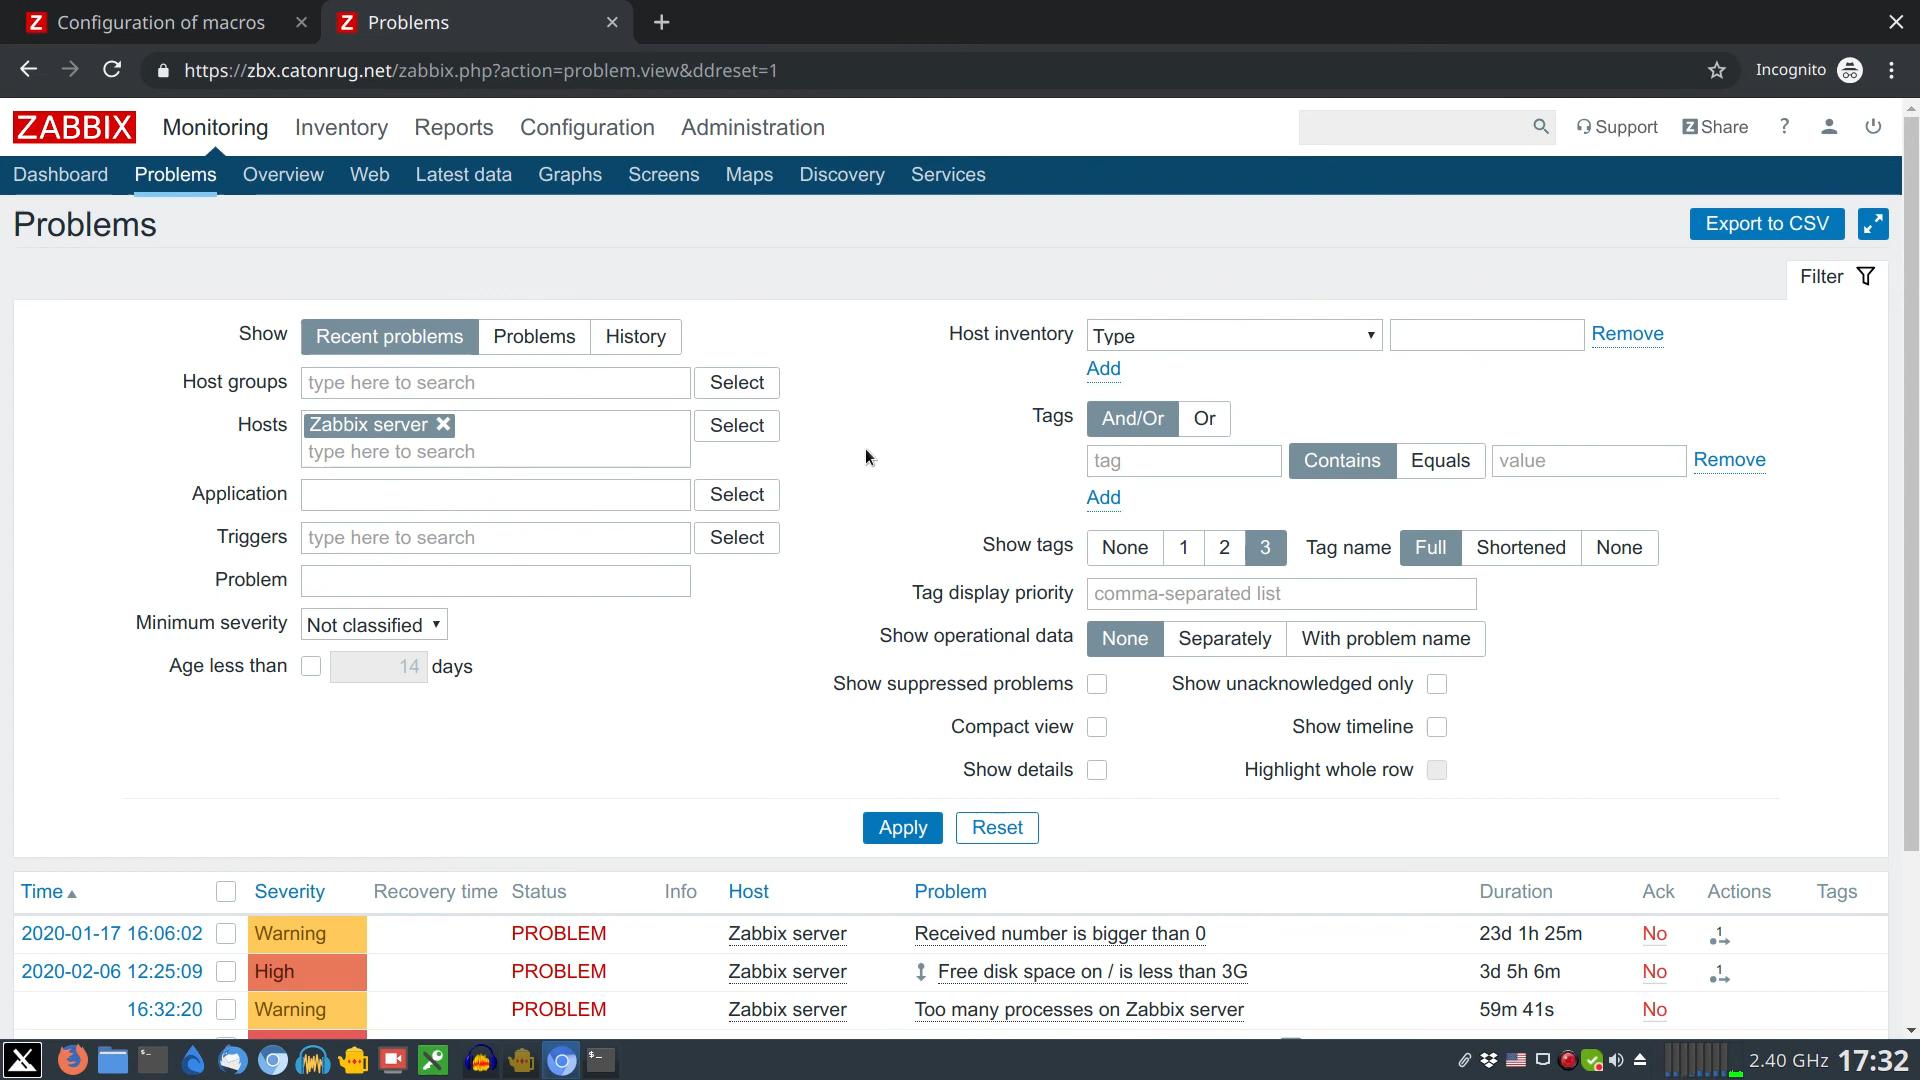 Configuration of macros
Problems
https://zbx.catonrug.net/zabbix.php?action=problem.view&ddreset=1
Incognito
ZABBIX Monitoring Inventory Reports Configuration Administration
Support Share ?
Dashboard Problems Overview Web Latest data Graphs Screens Maps Discovery Services
Problems
Export to CSV
Filter
Show Recent problems Problems History
Host groups type here to search Select
Hosts Zabbix server Select
type here to search
Application Select
Triggers type here to search Select
Problem
Minimum severity Not classified
Age less than 14 days
Host inventory Type Remove
Add
Tags And/Or Or
tag Contains Equals value Remove
Add
Show tags None 1 2 3 Tag name Full Shortened None
Tag display priority comma-separated list
Show operational data None Separately With problem name
Show suppressed problems Show unacknowledged only
Compact view Show timeline
Show details Highlight whole row
Apply Reset
Time Severity Recovery time Status Info Host Problem Duration Ack Actions Tags
2020-01-17 16:06:02 Warning PROBLEM Zabbix server Received number is bigger than 0 23d 1h 25m No 1
2020-02-06 12:25:09 High PROBLEM Zabbix server Free disk space on / is less than 3G 3d 5h 6m No 1
16:32:20 Warning PROBLEM Zabbix server Too many processes on Zabbix server 59m 41s No
2.40 GHz 17:32